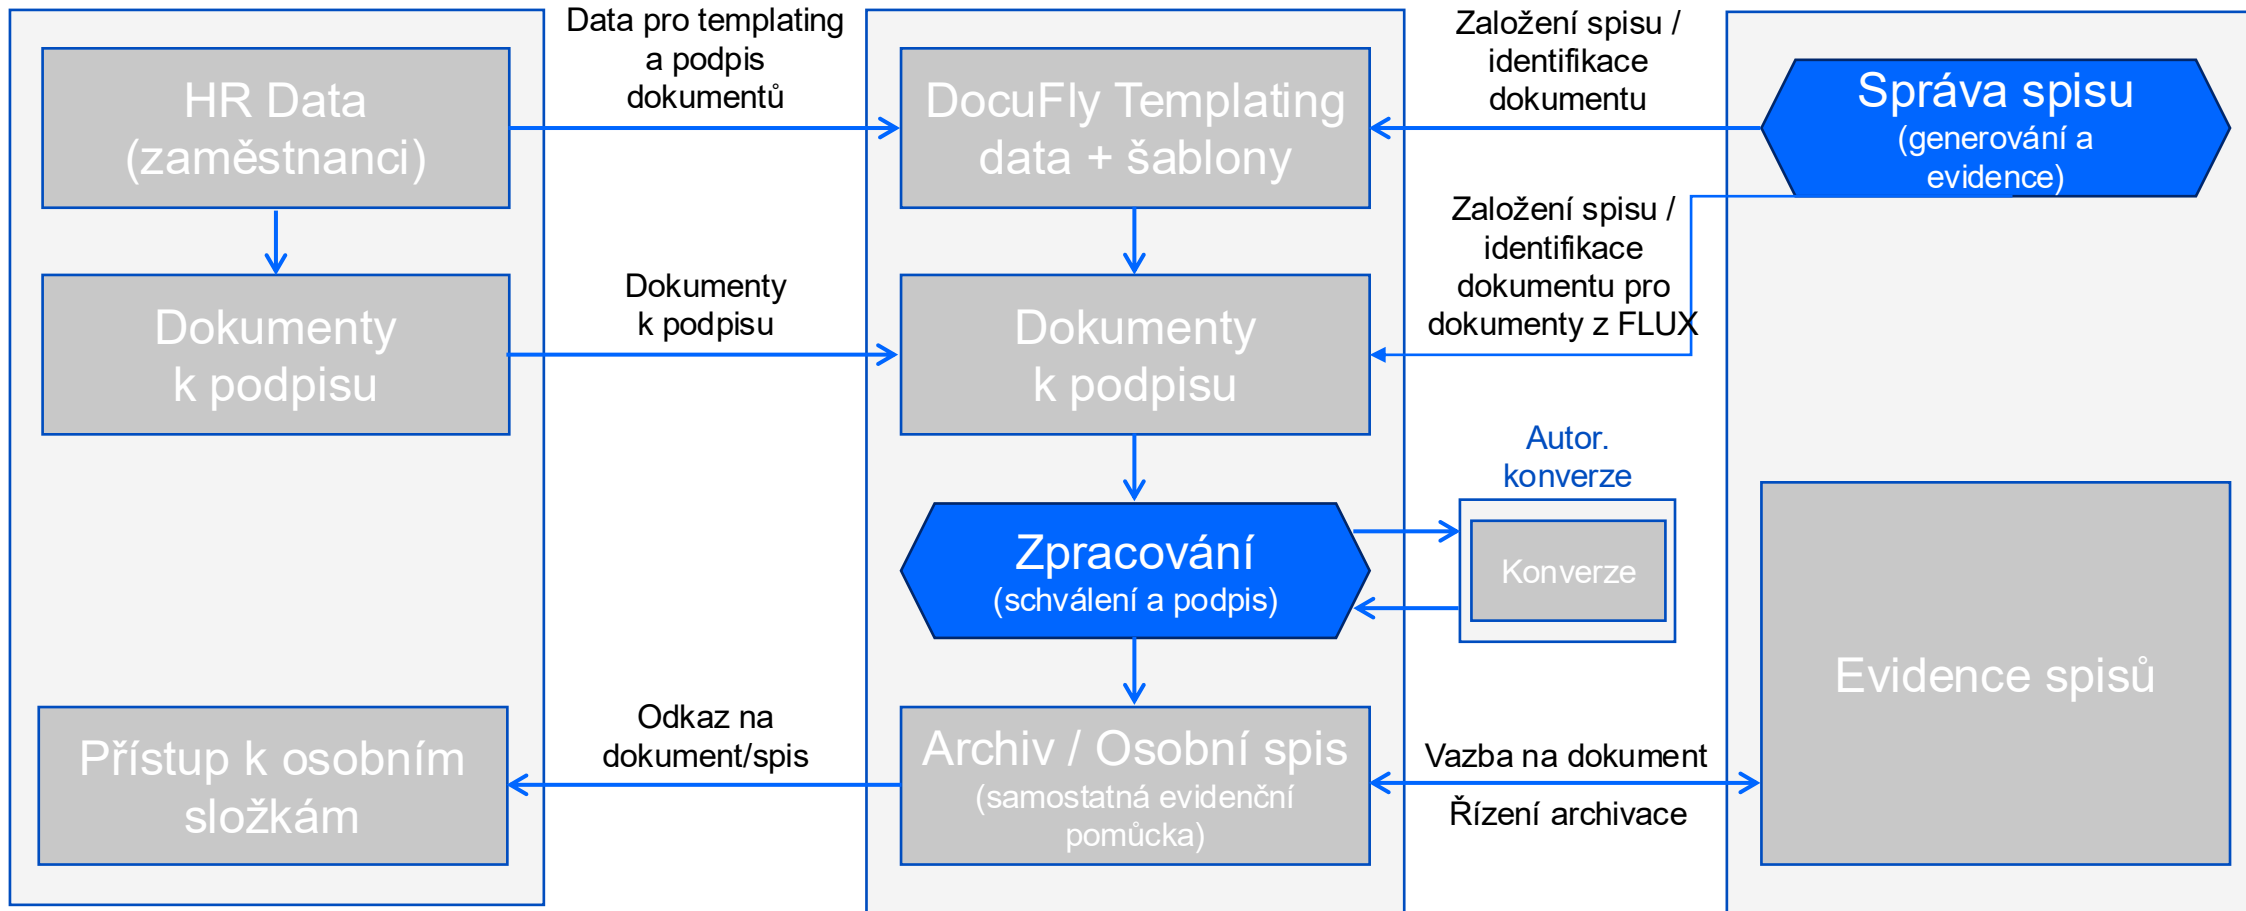 HR Data
(zaměstnanci)
Dokumenty
k podpisu
Přístup k osobním
složkám
Data pro templating
a podpis
dokumentů
Dokumenty
k podpisu
Odkaz na
dokument/spis
DocuFly Templating
data + šablony
Dokumenty
k podpisu
Zpracování
(schválení a podpis)
Archiv / Osobní spis
(samostatná evidenční
pomůcka)
Založení spisu /
identifikace
dokumentu
Založení spisu /
identifikace
dokumentu pro
dokumenty z FLUX
Autor.
konverze
Konverze
Vazba na dokument
Řízení archivace
Správa spisu
(generování a
evidence)
Evidence spisů